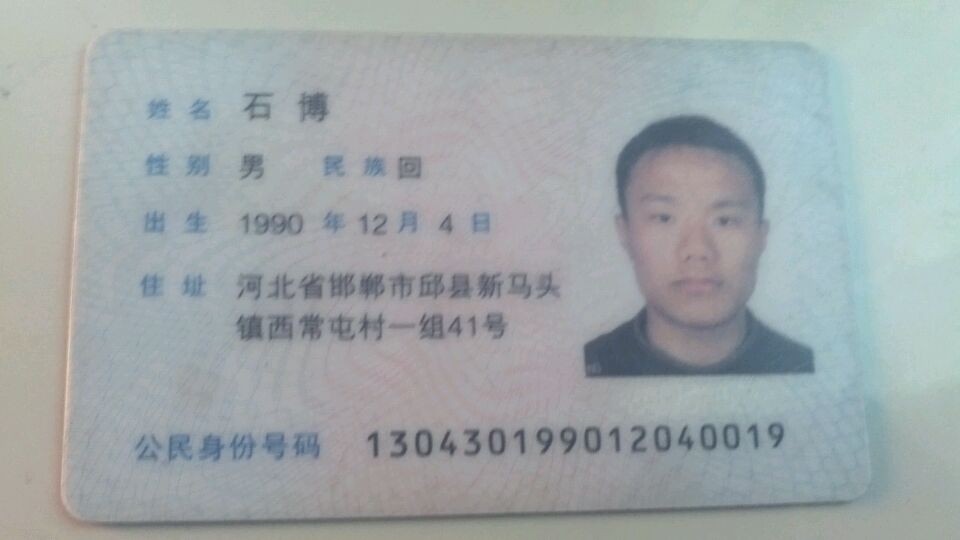 姓名 石博
性别 男 民族 回
出生 1990 年 12 月 4 日
住址 河北省邯郸市邱县新马头
镇西常屯村一组41号
公民身份号码 130430199012040019